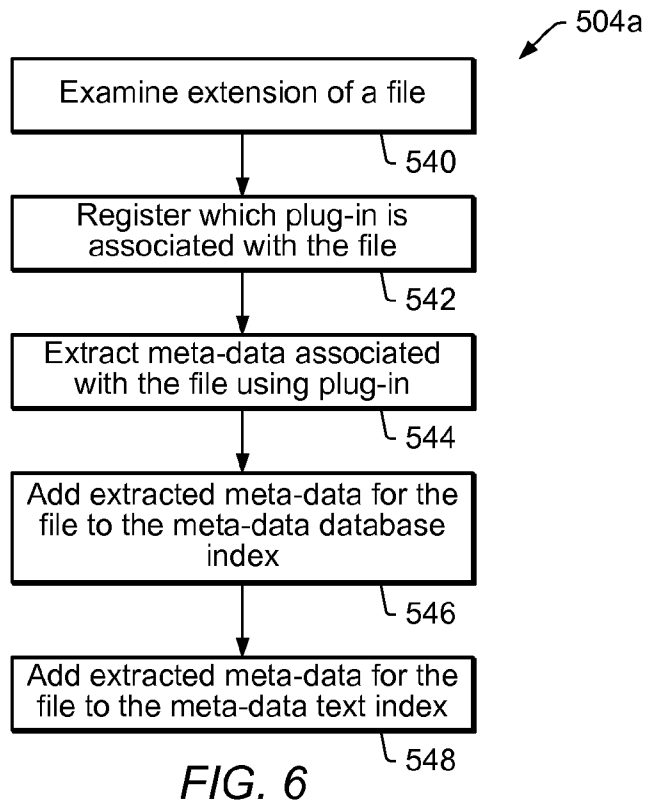 504a
Examine extension of a file
540
Register which plug-in is
associated with the file
542
Extract meta-data associated
with the file using plug-in
544
Add extracted meta-data for the
file to the meta-data database
index
546
Add extracted meta-data for the
file to the meta-data text index
548
FIG. 6